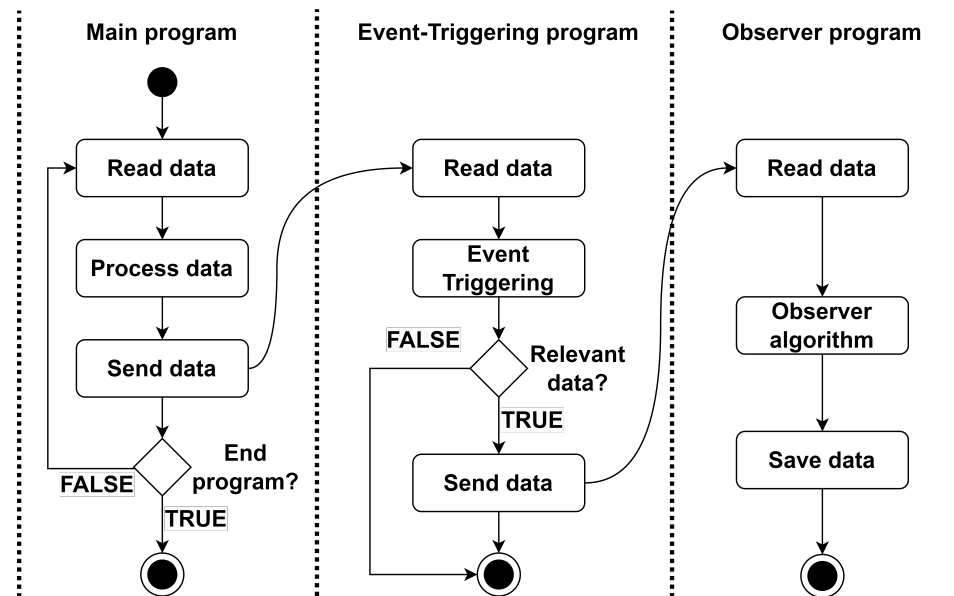 Main program
Read data
Process data
Send data
End
program?
FALSE
TRUE
Event-Triggering program
Read data
Event
Triggering
FALSE
Relevant
data?
TRUE
Send data
Observer program
Read data
Observer
algorithm
Save data